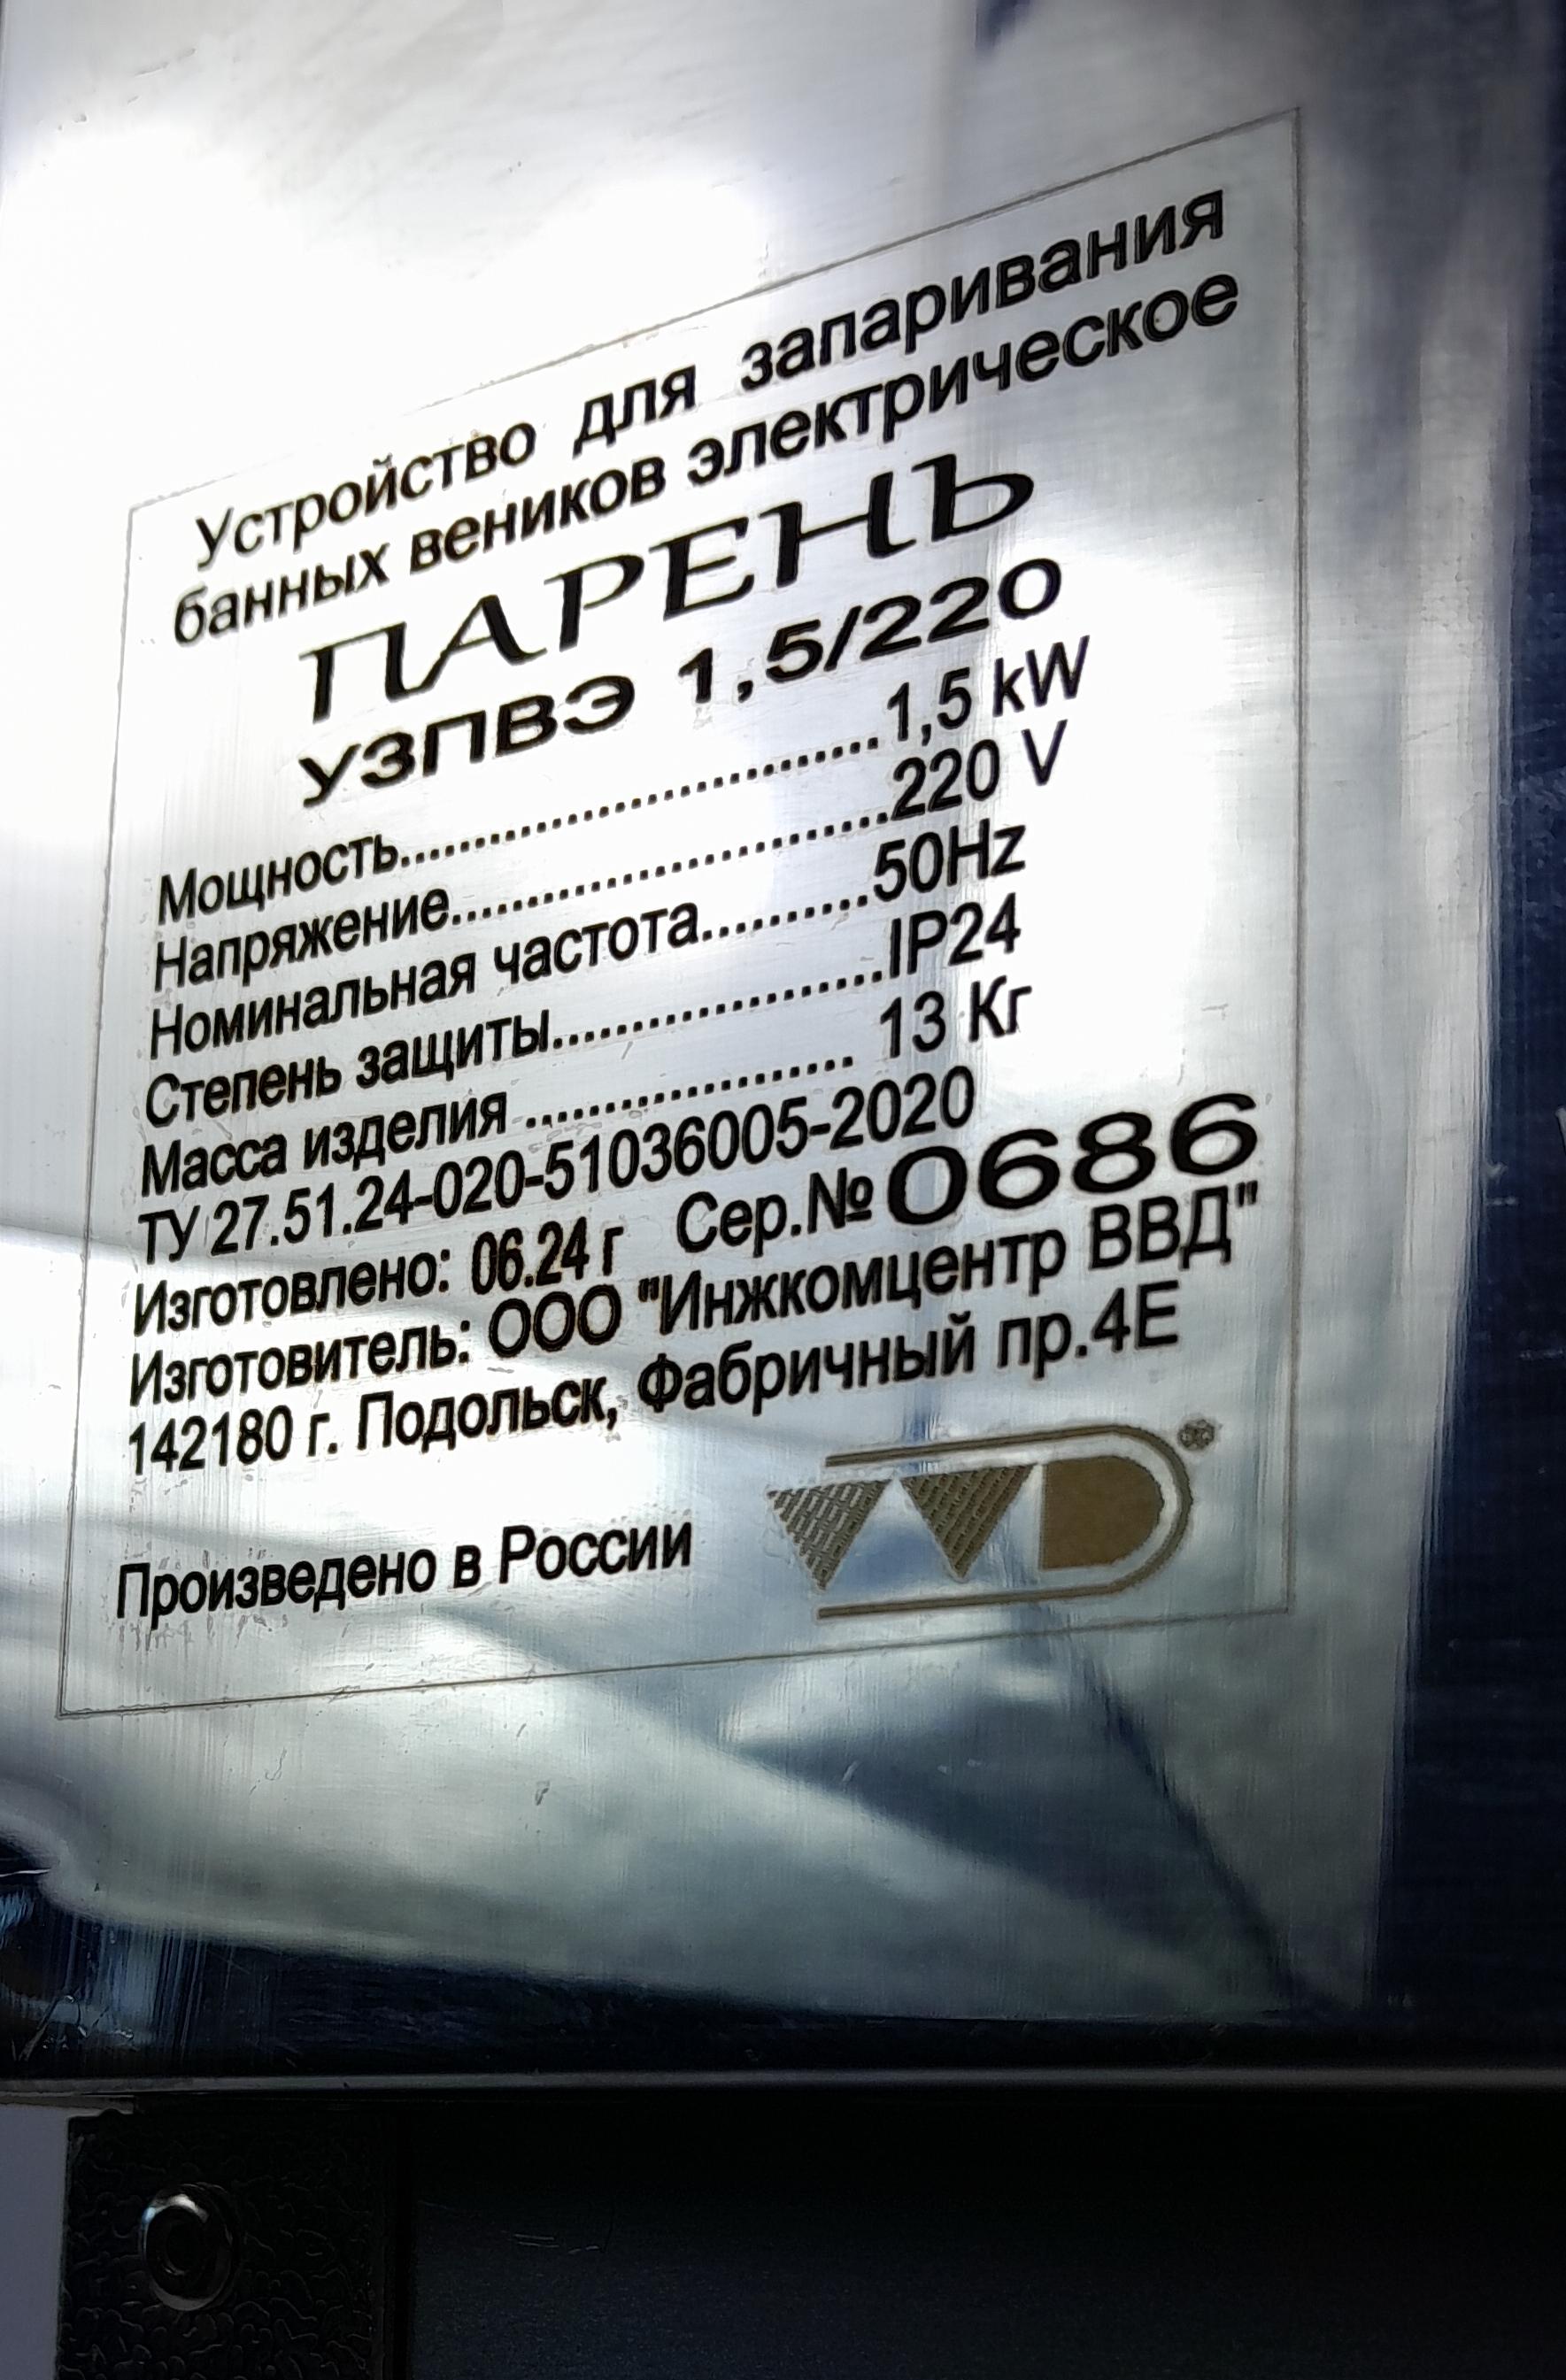 Устройство для запаривания
банных веников электрическое
ПАРЕНЬ
УЗПВЭ 1,5/220
Мощность................................1,5 kW
Напряжение.............................220 V
Номинальная частота..........50Hz
Степень защиты.....................IP24
Масса изделия .................... 13 Кг
ТУ 27.51.24-020-51036005-2020
Изготовлено: 06.24 г Сер.№0686
Изготовитель: ООО "Инжкомцентр ВВД"
142180 г. Подольск, Фабричный пр.4Е
Произведено в России
VVD®